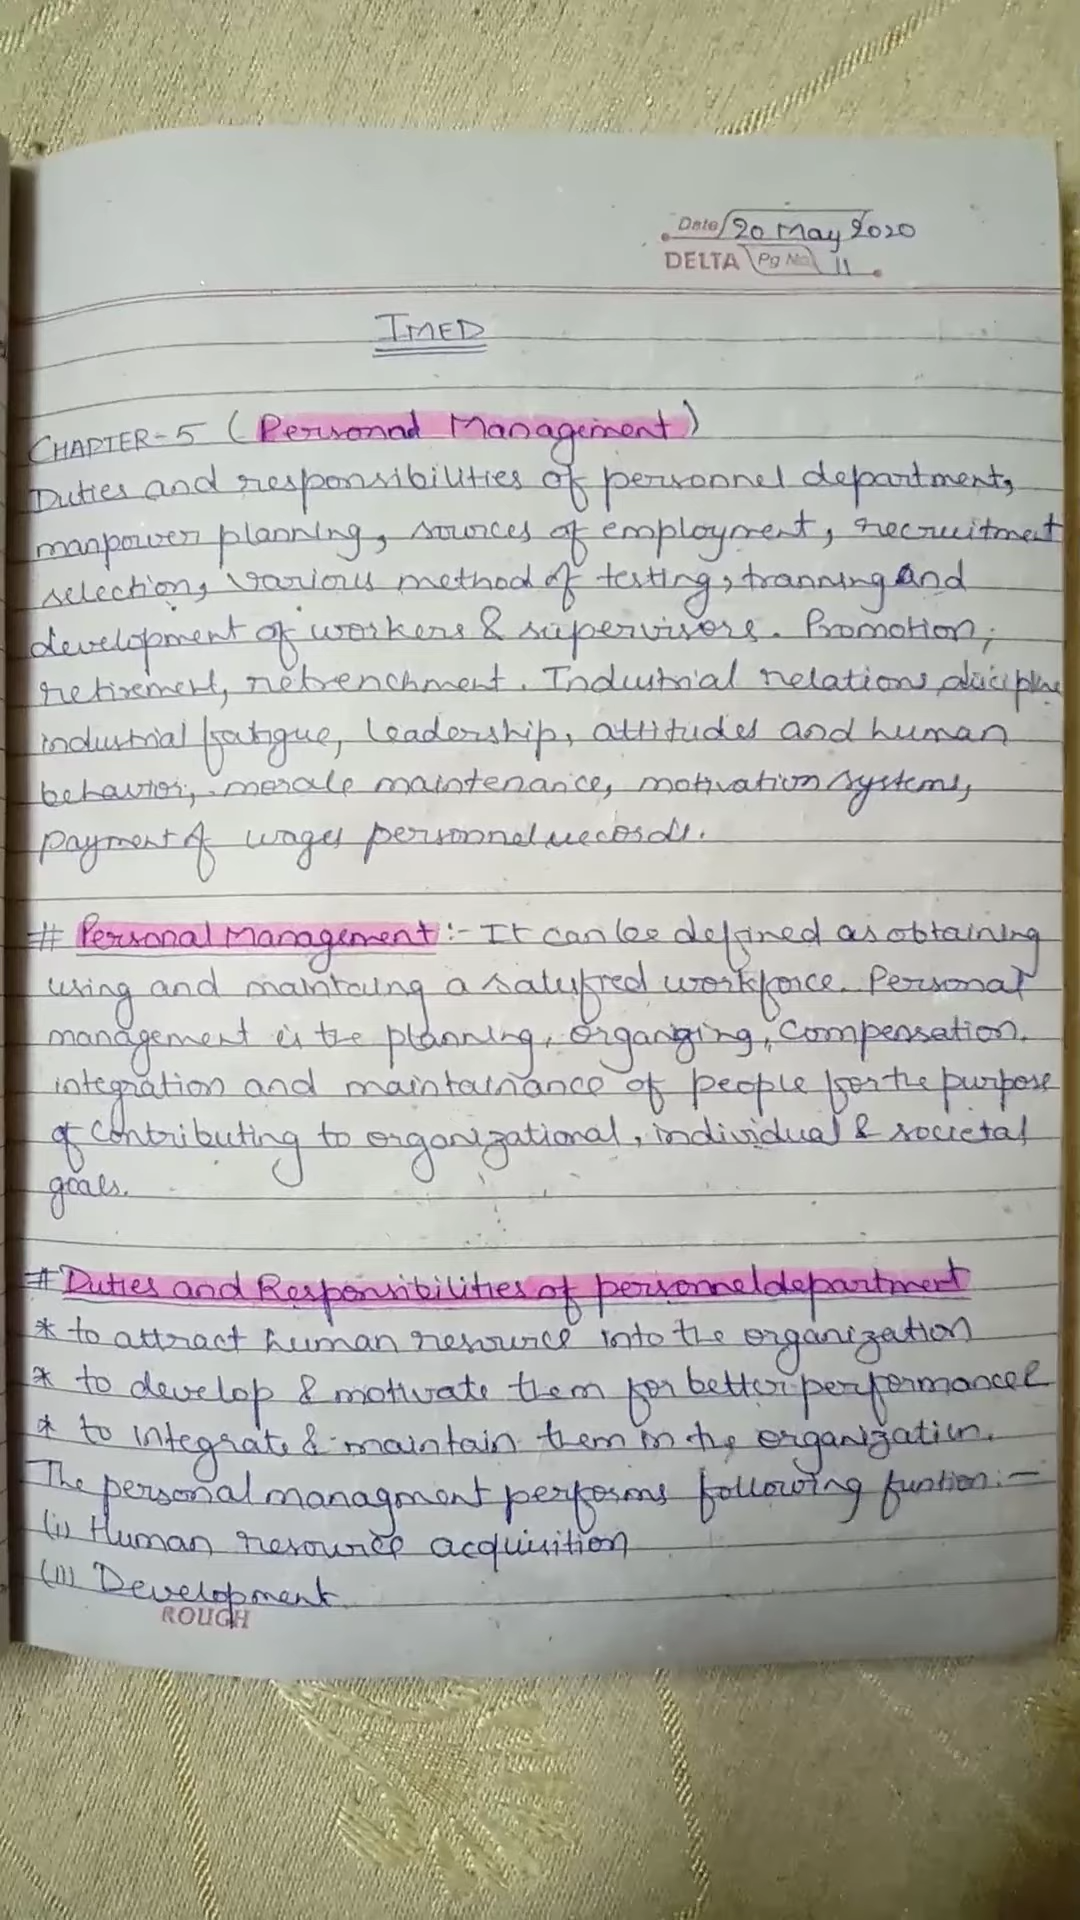 Date 20 May 2020
DELTA Pg No. 11
IMED
CHAPTER-5 (Personal Management)
Duties and responsibilities of personnel department,
manpower planning, sources of employment, recruitment
selection, various method of testing, tranning and
development of workers & supervisors. Promotion,
retirement, retrenchment. Industrial relations, discipline
industrial fatigue, leadership, attitudes and human
behavior, morale maintenance, motivation systems,
payment of wages personnel records.
# Personal Management :- It can be defined as obtaining
using and maintaing a satisfied workforce. Personal
management is the planning, organging, compensation.
integration and maintainance of people for the purpose
of contributing to organizational, individual & societal
goals.
# Duties and Responsibilities of personnel department
* to attract human resource into the organization
* to develop & motivate them for better performance
* to integrate & maintain them in the organization.
The personal managment performs following funtion:-
(i) Human resource acquisition
(ii) Development
ROUGH